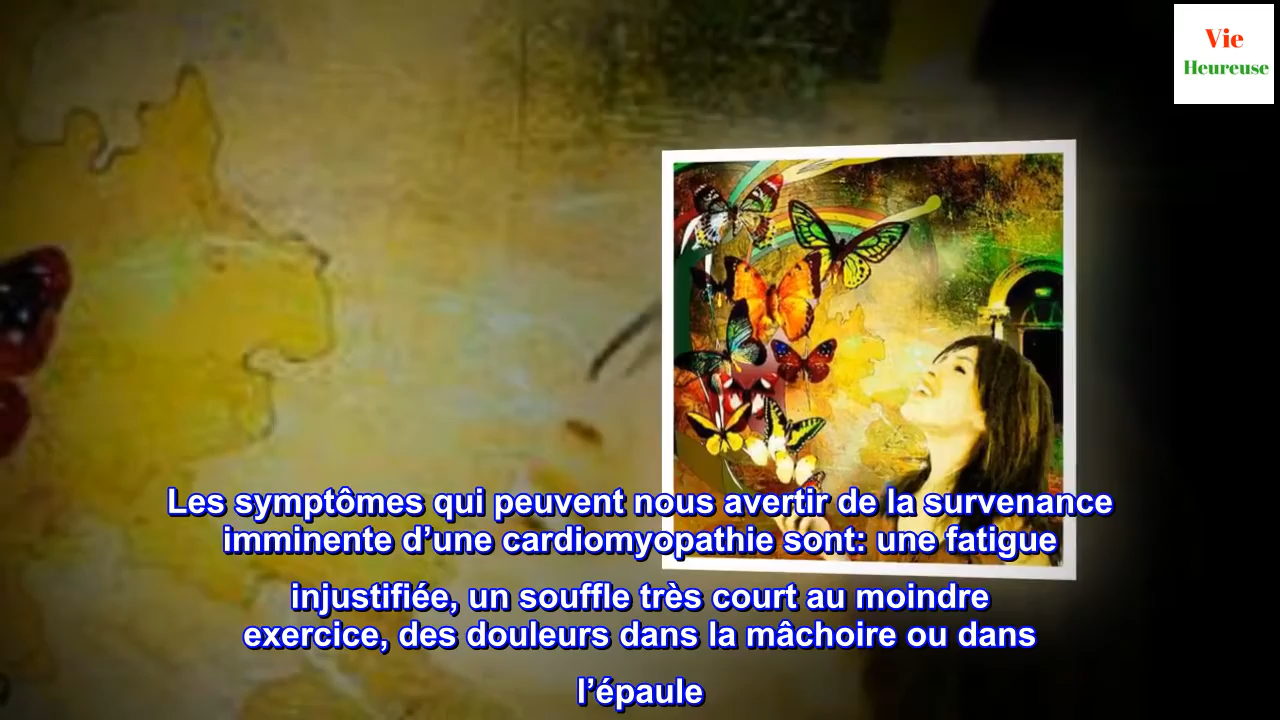 Vie
Heureuse
Les symptômes qui peuvent nous avertir de la survenance
imminente d’une cardiomyopathie sont: une fatigue
injustifiée, un souffle très court au moindre
exercice, des douleurs dans la mâchoire ou dans
l’épaule